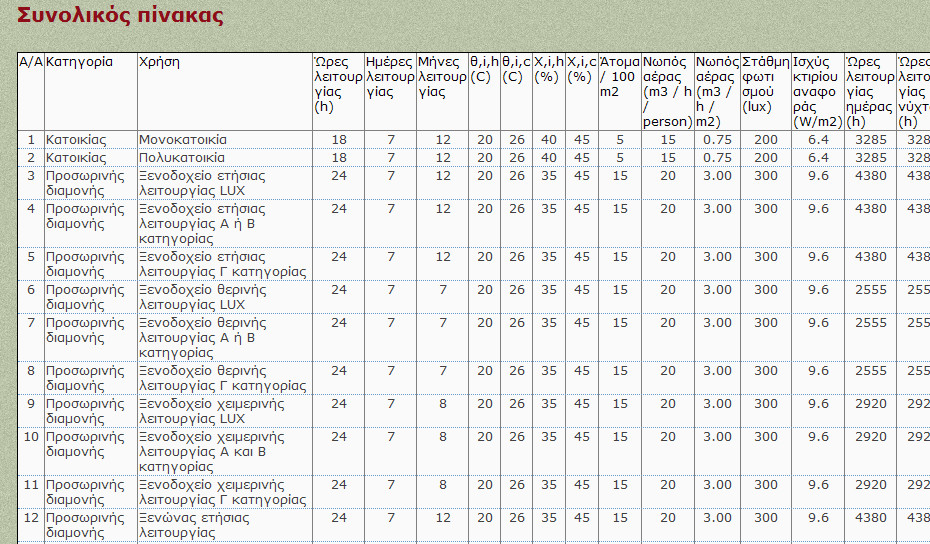 Συνολικός πίνακας
Α/Α Κατηγορία Χρήση Ώρες λειτουργίας (h) Ημέρες λειτουργίας Μήνες λειτουργίας θ,i,h (C) θ,i,c (C) X,i,h (%) X,i,c (%) Άτομα / 100 m2 Νωπός αέρας (m3 / h / person) Νωπός αέρας (m3 / h / m2) Στάθμη φωτισμού (lux) Ισχύς κτιρίου αναφοράς (W/m2) Ώρες λειτουργίας ημέρας (h)
1 Κατοικίας Μονοκατοικία 18 7 12 20 26 40 45 5 15 0.75 200 6.4 3285
2 Κατοικίας Πολυκατοικία 18 7 12 20 26 40 45 5 15 0.75 200 6.4 3285
3 Προσωρινής διαμονής Ξενοδοχείο ετήσιας λειτουργίας LUX 24 7 12 20 26 35 45 15 20 3.00 300 9.6 4380
4 Προσωρινής διαμονής Ξενοδοχείο ετήσιας λειτουργίας Α ή Β κατηγορίας 24 7 12 20 26 35 45 15 20 3.00 300 9.6 4380
5 Προσωρινής διαμονής Ξενοδοχείο ετήσιας λειτουργίας Γ κατηγορίας 24 7 12 20 26 35 45 15 20 3.00 300 9.6 4380
6 Προσωρινής διαμονής Ξενοδοχείο θερινής λειτουργίας LUX 24 7 7 20 26 35 45 15 20 3.00 300 9.6 2555
7 Προσωρινής διαμονής Ξενοδοχείο θερινής λειτουργίας Α ή Β κατηγορίας 24 7 7 20 26 35 45 15 20 3.00 300 9.6 2555
8 Προσωρινής διαμονής Ξενοδοχείο θερινής λειτουργίας Γ κατηγορίας 24 7 7 20 26 35 45 15 20 3.00 300 9.6 2555
9 Προσωρινής διαμονής Ξενοδοχείο χειμερινής λειτουργίας LUX 24 7 8 20 26 35 45 15 20 3.00 300 9.6 2920
10 Προσωρινής διαμονής Ξενοδοχείο χειμερινής λειτουργίας Α και Β κατηγορίας 24 7 8 20 26 35 45 15 20 3.00 300 9.6 2920
11 Προσωρινής διαμονής Ξενοδοχείο χειμερινής λειτουργίας Γ κατηγορίας 24 7 8 20 26 35 45 15 20 3.00 300 9.6 2920
12 Προσωρινής διαμονής Ξενώνας ετήσιας λειτουργίας 24 7 12 20 26 35 45 15 20 3.00 300 9.6 4380